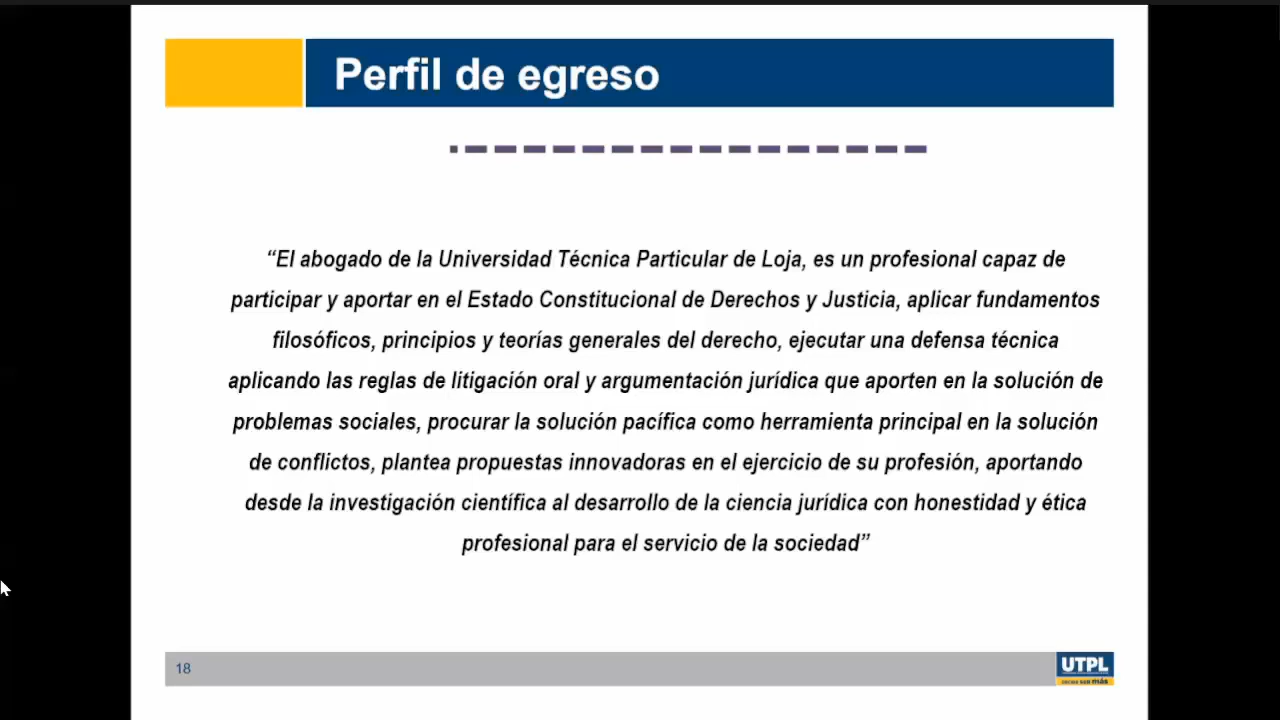 Perfil de egreso
“El abogado de la Universidad Técnica Particular de Loja, es un profesional capaz de
participar y aportar en el Estado Constitucional de Derechos y Justicia, aplicar fundamentos
filosóficos, principios y teorías generales del derecho, ejecutar una defensa técnica
aplicando las reglas de litigación oral y argumentación jurídica que aporten en la solución de
problemas sociales, procurar la solución pacífica como herramienta principal en la solución
de conflictos, plantea propuestas innovadoras en el ejercicio de su profesión, aportando
desde la investigación científica al desarrollo de la ciencia jurídica con honestidad y ética
profesional para el servicio de la sociedad”
18
UTPL
más